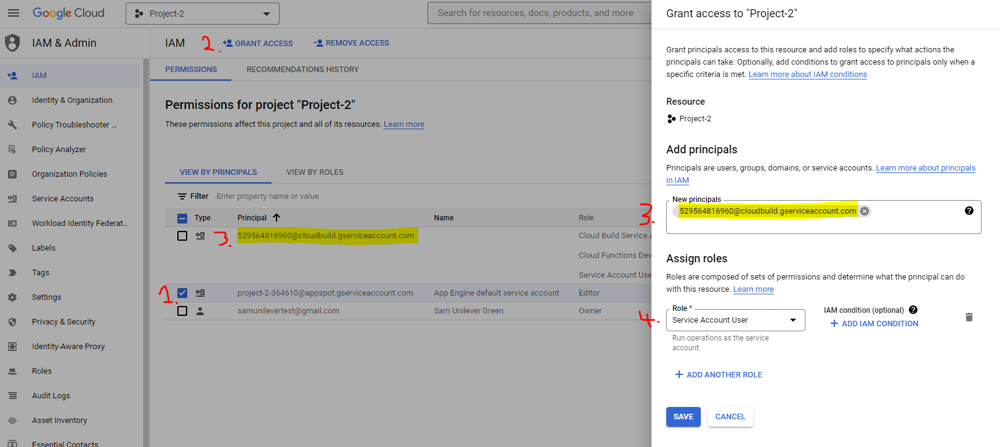 Google Cloud
Project-2
Search for resources, docs, products, and more
IAM & Admin
IAM
Identity & Organization
Policy Troubleshooter ...
Policy Analyzer
Organization Policies
Service Accounts
Workload Identity Federat...
Labels
Tags
Settings
Privacy & Security
Identity-Aware Proxy
Roles
Audit Logs
Asset Inventory
Essential Contacts
IAM
2.
GRANT ACCESS
REMOVE ACCESS
PERMISSIONS
RECOMMENDATIONS HISTORY
Permissions for project "Project-2"
These permissions affect this project and all of its resources. Learn more
VIEW BY PRINCIPALS
VIEW BY ROLES
Filter Enter property name or value
Type Principal Name Role
3. 529564816960@cloudbuild.gserviceaccount.com Cloud Build Service A
Cloud Functions Dev
Service Account Use
1. project-2-364610@appspot.gserviceaccount.com App Engine default service account Editor
samunilevertest@gmail.com Sam Unilever Green Owner
Grant access to "Project-2"
Grant principals access to this resource and add roles to specify what actions the
principals can take. Optionally, add conditions to grant access to principals only when a
specific criteria is met. Learn more about IAM conditions
Resource
Project-2
Add principals
Principals are users, groups, domains, or service accounts. Learn more about principals
in IAM
New principals
3. 529564816960@cloudbuild.gserviceaccount.com
Assign roles
Roles are composed of sets of permissions and determine what the principal can do
with this resource. Learn more
Role *
4. Service Account User
Run operations as the service
account.
IAM condition (optional)
ADD IAM CONDITION
ADD ANOTHER ROLE
SAVE
CANCEL